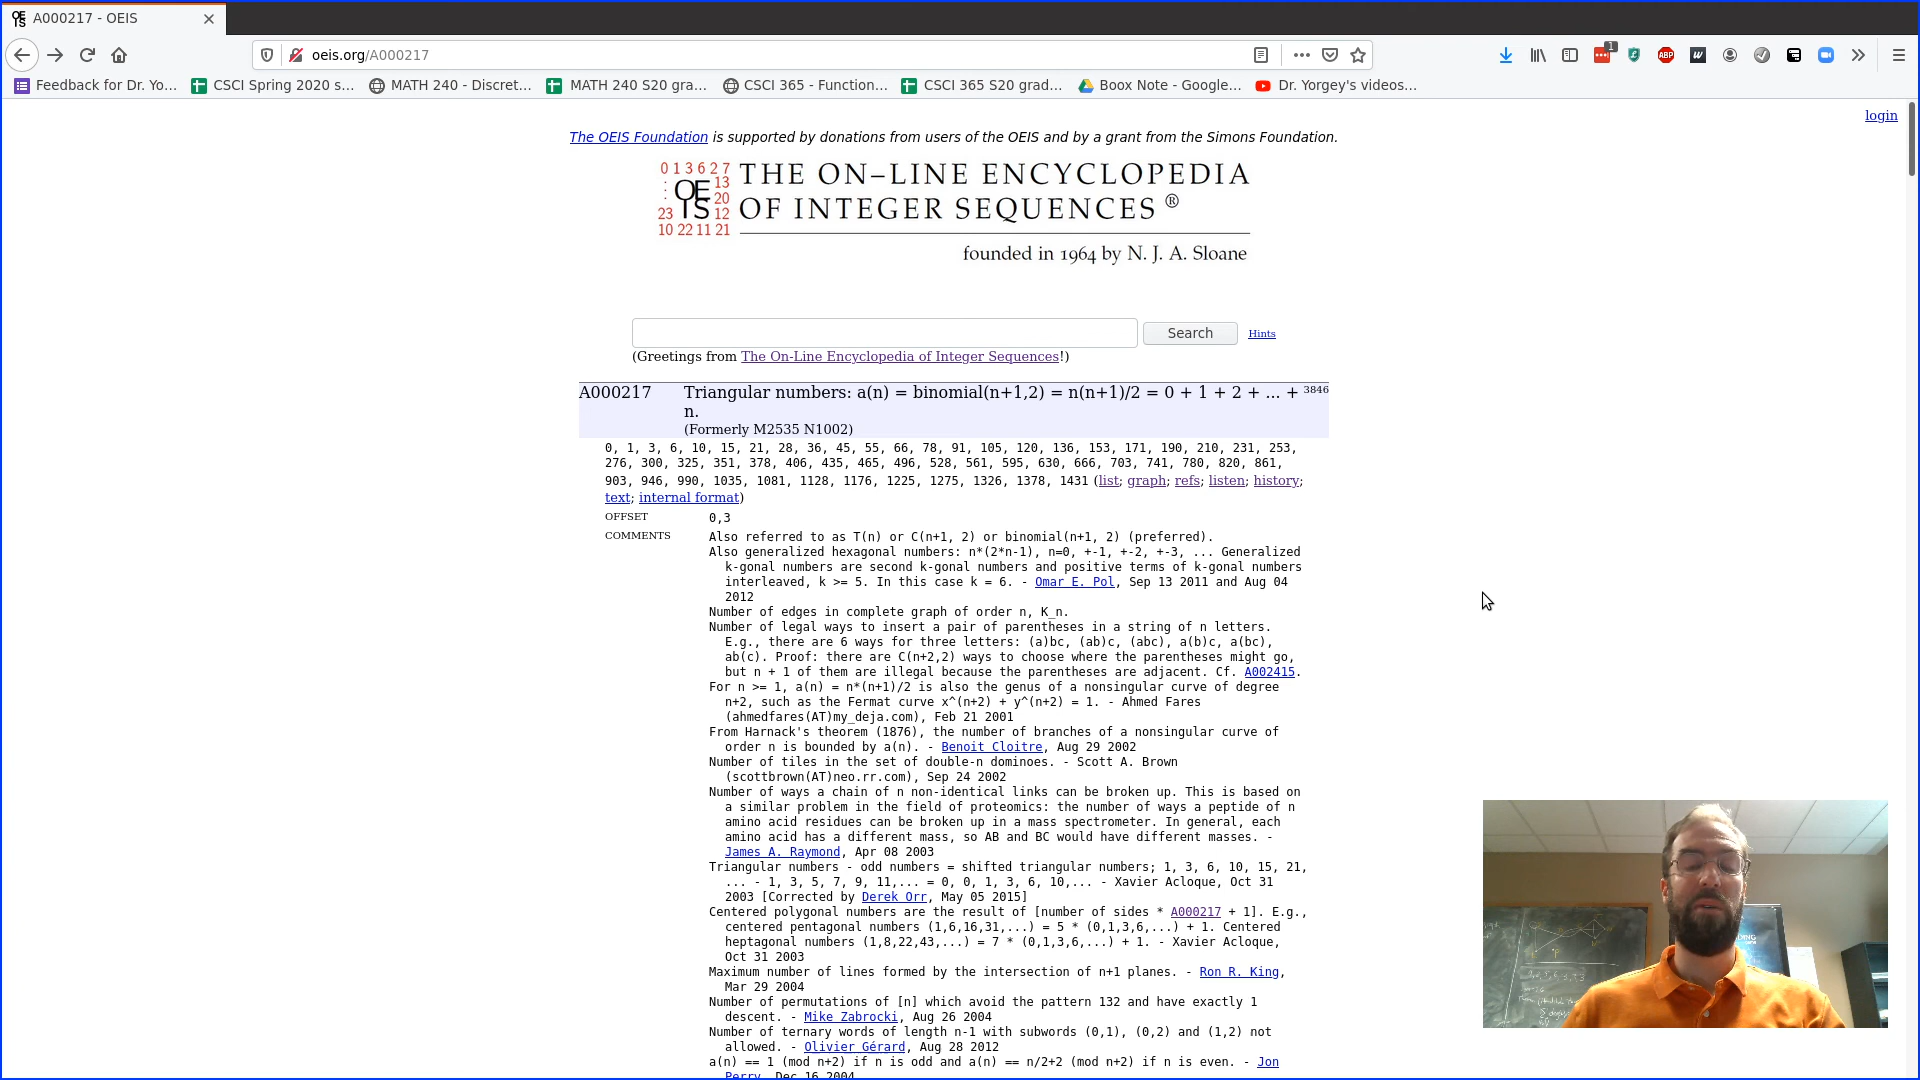 A000217 - OEIS
oeis.org/A000217
1
ABP
Feedback for Dr. Yo… CSCI Spring 2020 s… MATH 240 - Discret… MATH 240 S20 gra… CSCI 365 - Function… CSCI 365 S20 grad… Boox Note - Google… Dr. Yorgey's videos…
login
The OEIS Foundation is supported by donations from users of the OEIS and by a grant from the Simons Foundation.
0 1 3 6 2 7
: OE 13
: IS 20
23 12
10 22 11 21
THE ON-LINE ENCYCLOPEDIA
OF INTEGER SEQUENCES ®
founded in 1964 by N. J. A. Sloane
Search Hints
(Greetings from The On-Line Encyclopedia of Integer Sequences!)
A000217 Triangular numbers: a(n) = binomial(n+1,2) = n(n+1)/2 = 0 + 1 + 2 + ... + 3846
n.
(Formerly M2535 N1002)
0, 1, 3, 6, 10, 15, 21, 28, 36, 45, 55, 66, 78, 91, 105, 120, 136, 153, 171, 190, 210, 231, 253,
276, 300, 325, 351, 378, 406, 435, 465, 496, 528, 561, 595, 630, 666, 703, 741, 780, 820, 861,
903, 946, 990, 1035, 1081, 1128, 1176, 1225, 1275, 1326, 1378, 1431 (list; graph; refs; listen; history;
text; internal format)
OFFSET 0,3
COMMENTS Also referred to as T(n) or C(n+1, 2) or binomial(n+1, 2) (preferred).
Also generalized hexagonal numbers: n*(2*n-1), n=0, +-1, +-2, +-3, ... Generalized
k-gonal numbers are second k-gonal numbers and positive terms of k-gonal numbers
interleaved, k >= 5. In this case k = 6. - Omar E. Pol, Sep 13 2011 and Aug 04
2012
Number of edges in complete graph of order n, K_n.
Number of legal ways to insert a pair of parentheses in a string of n letters.
E.g., there are 6 ways for three letters: (a)bc, (ab)c, (abc), a(b)c, a(bc),
ab(c). Proof: there are C(n+2,2) ways to choose where the parentheses might go,
but n + 1 of them are illegal because the parentheses are adjacent. Cf. A002415.
For n >= 1, a(n) = n*(n+1)/2 is also the genus of a nonsingular curve of degree
n+2, such as the Fermat curve x^(n+2) + y^(n+2) = 1. - Ahmed Fares
(ahmedfares(AT)my_deja.com), Feb 21 2001
From Harnack's theorem (1876), the number of branches of a nonsingular curve of
order n is bounded by a(n). - Benoit Cloitre, Aug 29 2002
Number of tiles in the set of double-n dominoes. - Scott A. Brown
(scottbrown(AT)neo.rr.com), Sep 24 2002
Number of ways a chain of n non-identical links can be broken up. This is based on
a similar problem in the field of proteomics: the number of ways a peptide of n
amino acid residues can be broken up in a mass spectrometer. In general, each
amino acid has a different mass, so AB and BC would have different masses. -
James A. Raymond, Apr 08 2003
Triangular numbers - odd numbers = shifted triangular numbers; 1, 3, 6, 10, 15, 21,
... - 1, 3, 5, 7, 9, 11,... = 0, 0, 1, 3, 6, 10,... - Xavier Acloque, Oct 31
2003 [Corrected by Derek Orr, May 05 2015]
Centered polygonal numbers are the result of [number of sides * A000217 + 1]. E.g.,
centered pentagonal numbers (1,6,16,31,...) = 5 * (0,1,3,6,...) + 1. Centered
heptagonal numbers (1,8,22,43,...) = 7 * (0,1,3,6,...) + 1. - Xavier Acloque,
Oct 31 2003
Maximum number of lines formed by the intersection of n+1 planes. - Ron R. King,
Mar 29 2004
Number of permutations of [n] which avoid the pattern 132 and have exactly 1
descent. - Mike Zabrocki, Aug 26 2004
Number of ternary words of length n-1 with subwords (0,1), (0,2) and (1,2) not
allowed. - Olivier Gérard, Aug 28 2012
a(n) == 1 (mod n+2) if n is odd and a(n) == n/2+2 (mod n+2) if n is even. - Jon
Perry, Dec 16 2004